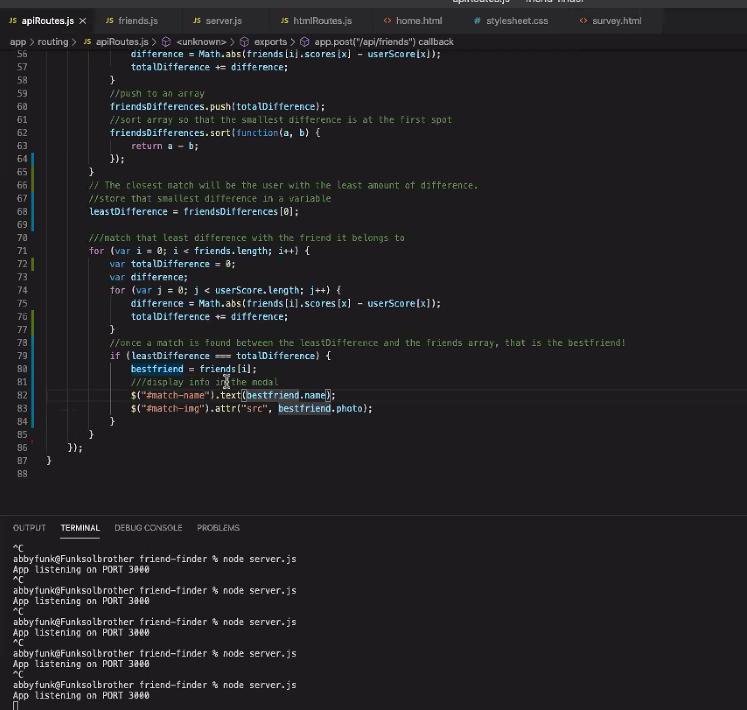 apiRoutes.js — friend-finder
apiRoutes.js × friends.js server.js htmlRoutes.js home.html stylesheet.css survey.html
app > routing > apiRoutes.js > <unknown> > exports > app.post("/api/friends") callback
56 difference = Math.abs(friends[i].scores[x] - userScore[x]);
57 totalDifference += difference;
58 }
59 //push to an array
60 friendsDifferences.push(totalDifference);
61 //sort array so that the smallest difference is at the first spot
62 friendsDifferences.sort(function(a, b) {
63 return a - b;
64 });
65 }
66 // The closest match will be the user with the least amount of difference.
67 //store that smallest difference in a variable
68 leastDifference = friendsDifferences[0];
69
70 ///match that least difference with the friend it belongs to
71 for (var i = 0; i < friends.length; i++) {
72 var totalDifference = 0;
73 var difference;
74 for (var j = 0; j < userScore.length; j++) {
75 difference = Math.abs(friends[i].scores[x] - userScore[x]);
76 totalDifference += difference;
77 }
78 //once a match is found between the leastDifference and the friends array, that is the bestfriend!
79 if (leastDifference === totalDifference) {
80 bestfriend = friends[i];
81 ///display info in the modal
82 $("#match-name").text(bestfriend.name);
83 $("#match-img").attr("src", bestfriend.photo);
84 }
85 }
86 });
87 }
88
OUTPUT TERMINAL DEBUG CONSOLE PROBLEMS
^C
abbyfunk@Funksolbrother friend-finder % node server.js
App listening on PORT 3000
^C
abbyfunk@Funksolbrother friend-finder % node server.js
App listening on PORT 3000
^C
abbyfunk@Funksolbrother friend-finder % node server.js
App listening on PORT 3000
^C
abbyfunk@Funksolbrother friend-finder % node server.js
App listening on PORT 3000
^C
abbyfunk@Funksolbrother friend-finder % node server.js
App listening on PORT 3000